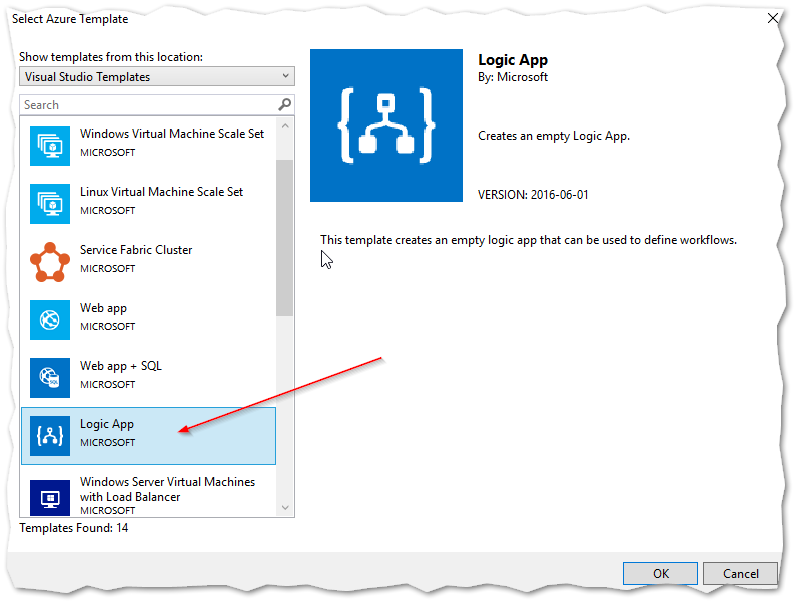 Select Azure Template
Show templates from this location:
Visual Studio Templates
Search
Windows Virtual Machine Scale Set
MICROSOFT
Linux Virtual Machine Scale Set
MICROSOFT
Service Fabric Cluster
MICROSOFT
Web app
MICROSOFT
Web app + SQL
MICROSOFT
Logic App
MICROSOFT
Windows Server Virtual Machines
with Load Balancer
MICROSOFT
Templates Found: 14
Logic App
By: Microsoft
Creates an empty Logic App.
VERSION: 2016-06-01
This template creates an empty logic app that can be used to define workflows.
OK
Cancel